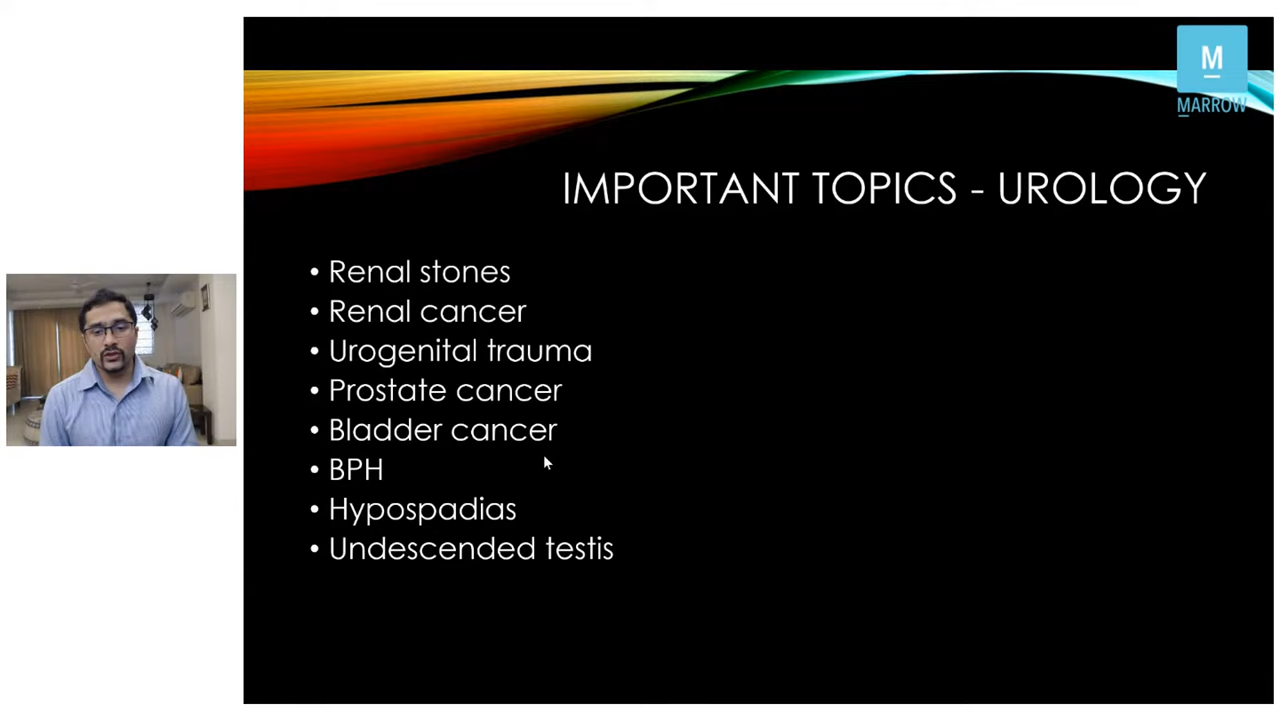 M
MARROW
IMPORTANT TOPICS - UROLOGY
• Renal stones
• Renal cancer
• Urogenital trauma
• Prostate cancer
• Bladder cancer
• BPH
• Hypospadias
• Undescended testis